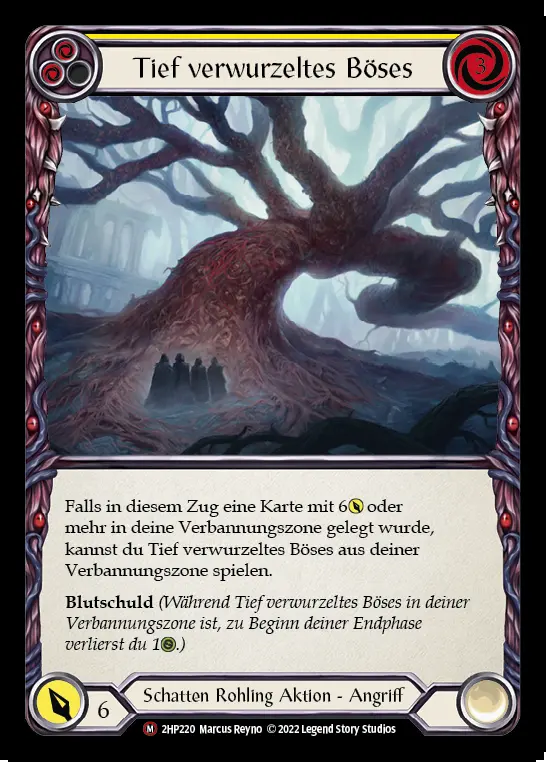 Tief verwurzeltes Böses
3
Falls in diesem Zug eine Karte mit 6 oder
mehr in deine Verbannungszone gelegt wurde,
kannst du Tief verwurzeltes Böses aus deiner
Verbannungszone spielen.
Blutschuld (Während Tief verwurzeltes Böses in deiner
Verbannungszone ist, zu Beginn deiner Endphase
verlierst du 1.)
6
Schatten Rohling Aktion - Angriff
M 2HP220 Marcus Reyno © 2022 Legend Story Studios